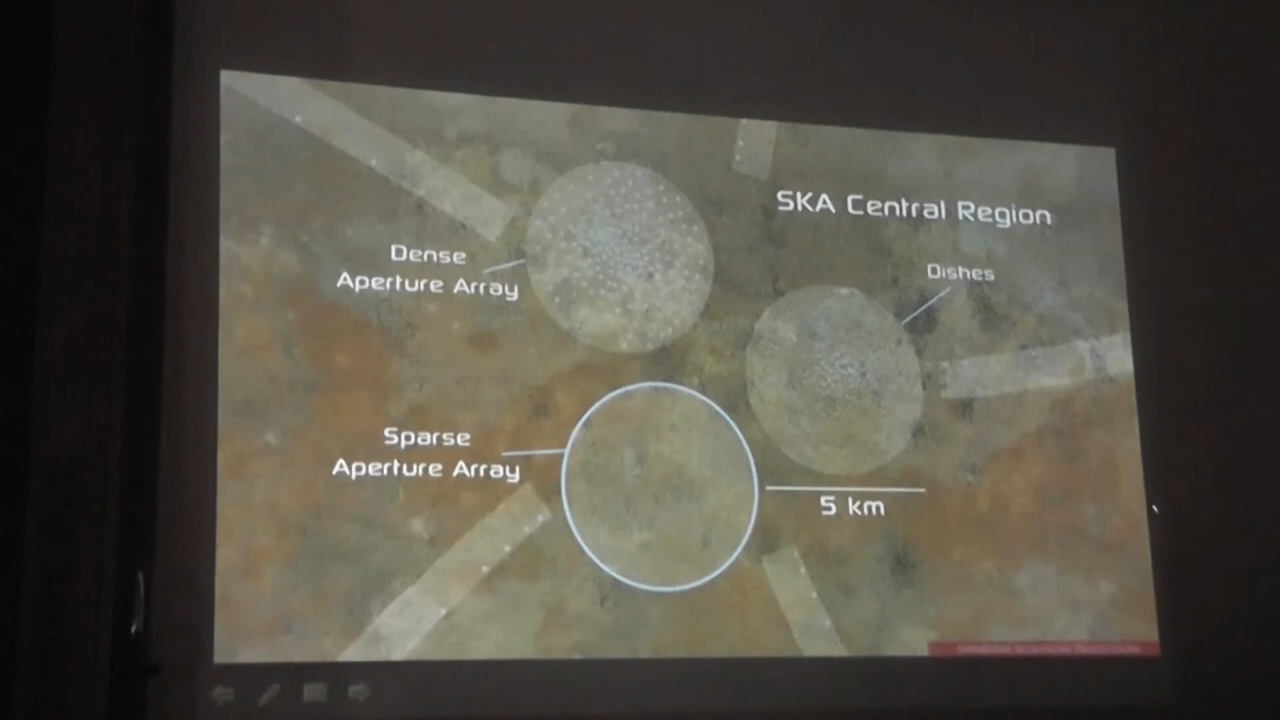 SKA Central Region
Dense
Aperture Array
Dishes
Sparse
Aperture Array
5 km